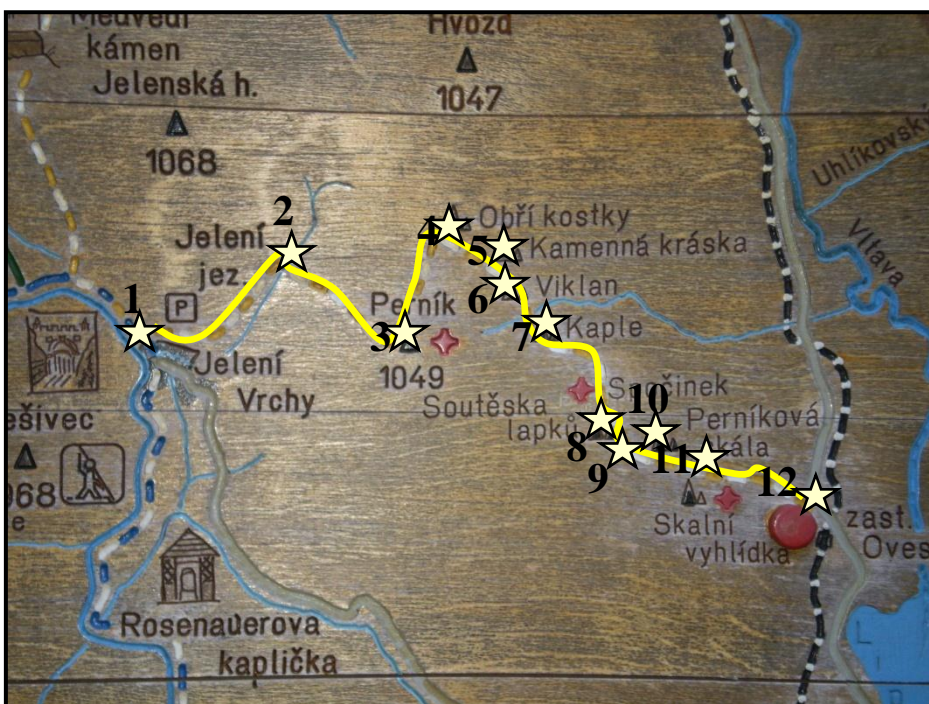 Medvědí
kámen
Jelenská h.
1068
Hvozd
1047
Uhlíkovský
Vltava
2
Jelení
jez.
4
Obří kostky
5
Kamenná kráska
6
Viklan
1
P
Perník
3
1049
7
Kaple
Jelení
Vrchy
Soutěska
lapků
10
Perníková
skála
8
9
11
12
Skalní
vyhlídka
zast.
Oves
ešivec
068
e
Rosenauerova
kaplička
L